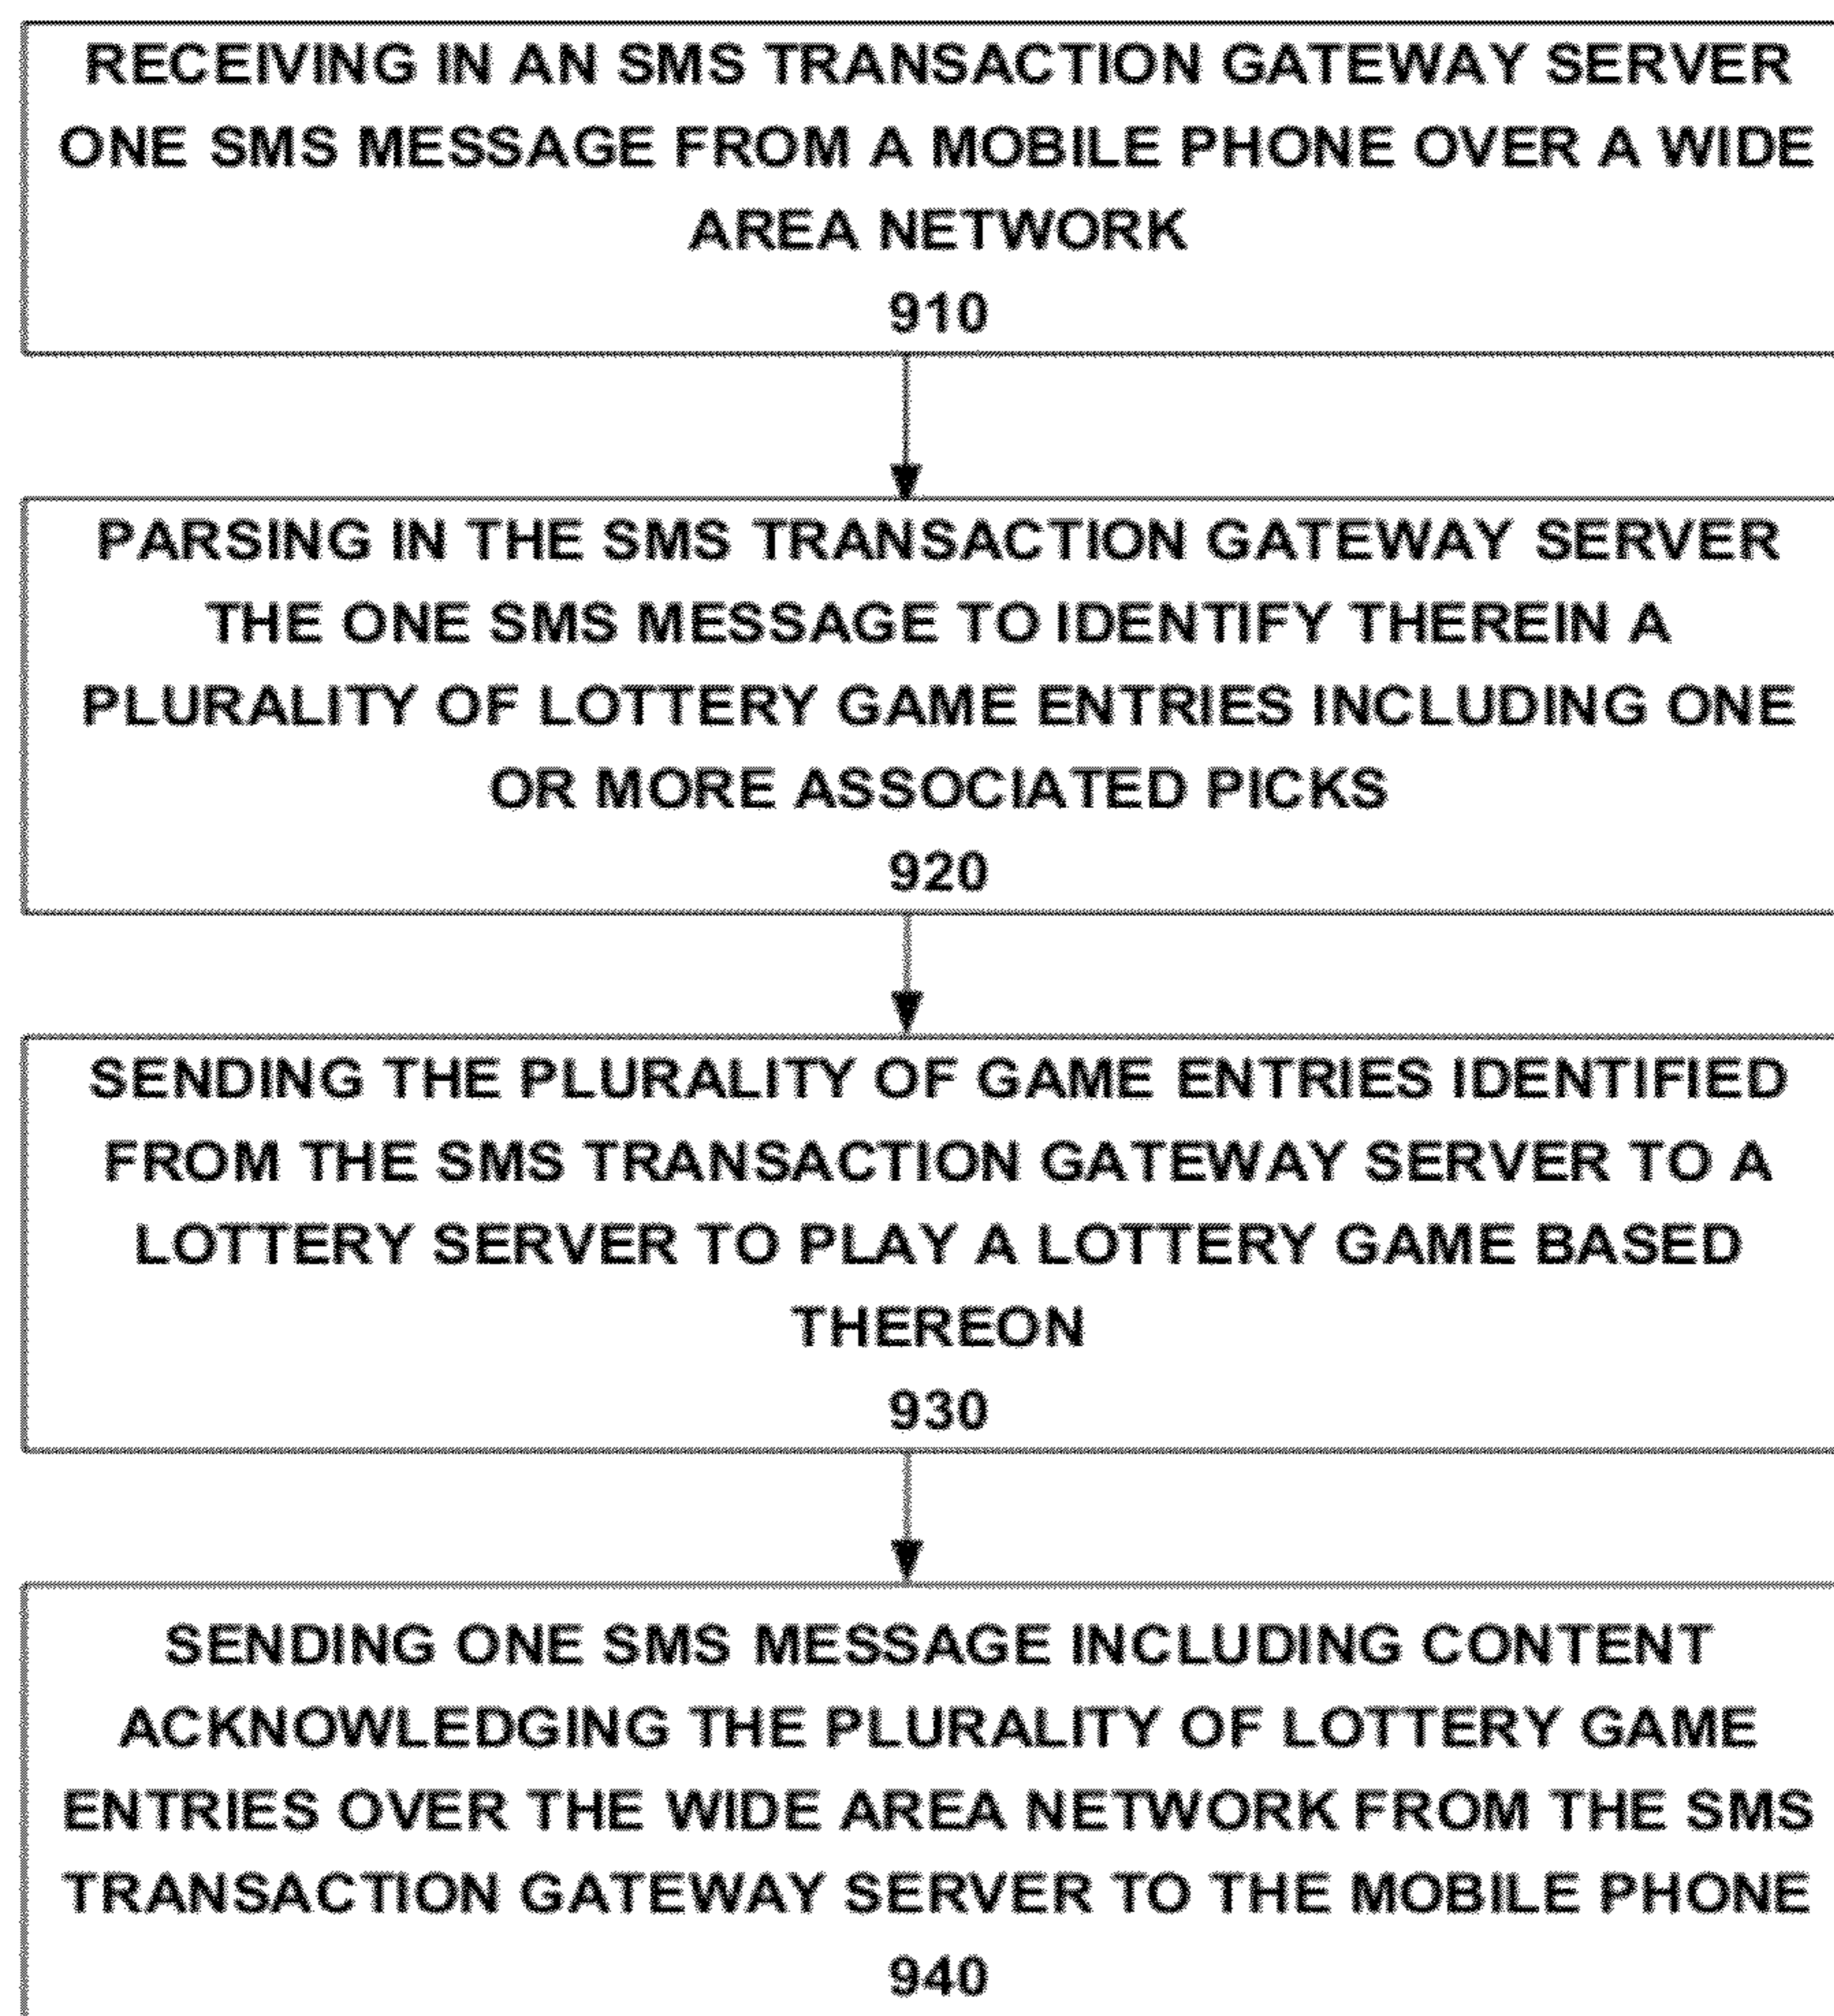 RECEIVING IN AN SMS TRANSACTION GATEWAY SERVER
ONE SMS MESSAGE FROM A MOBILE PHONE OVER A WIDE
AREA NETWORK
910
PARSING IN THE SMS TRANSACTION GATEWAY SERVER
THE ONE SMS MESSAGE TO IDENTIFY THEREIN A
PLURALITY OF LOTTERY GAME ENTRIES INCLUDING ONE
OR MORE ASSOCIATED PICKS
920
SENDING THE PLURALITY OF GAME ENTRIES IDENTIFIED
FROM THE SMS TRANSACTION GATEWAY SERVER TO A
LOTTERY SERVER TO PLAY A LOTTERY GAME BASED
THEREON
930
SENDING ONE SMS MESSAGE INCLUDING CONTENT
ACKNOWLEDGING THE PLURALITY OF LOTTERY GAME
ENTRIES OVER THE WIDE AREA NETWORK FROM THE SMS
TRANSACTION GATEWAY SERVER TO THE MOBILE PHONE
940